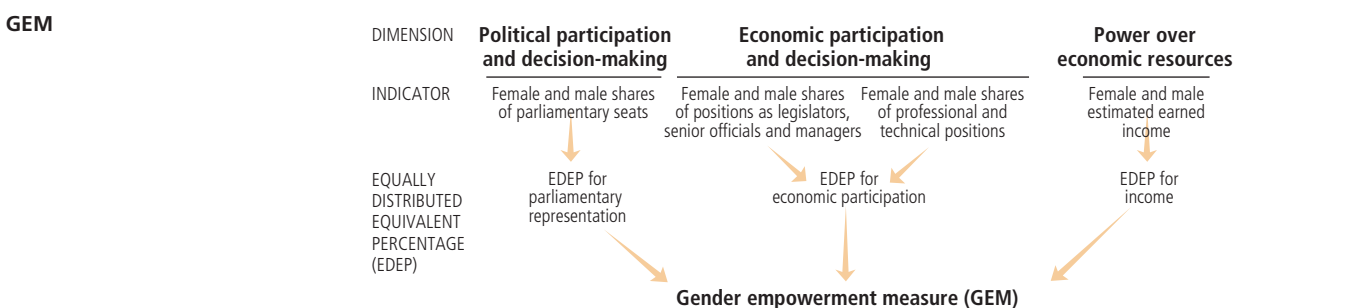 GEM
DIMENSION
Political participation
and decision-making
Economic participation
and decision-making
Power over
economic resources
INDICATOR
Female and male shares
of parliamentary seats
Female and male shares
of positions as legislators,
senior officials and managers
Female and male shares
of professional and
technical positions
Female and male
estimated earned
income
EQUALLY
DISTRIBUTED
EQUIVALENT
PERCENTAGE
(EDEP)
EDEP for
parliamentary
representation
EDEP for
economic participation
EDEP for
income
Gender empowerment measure (GEM)